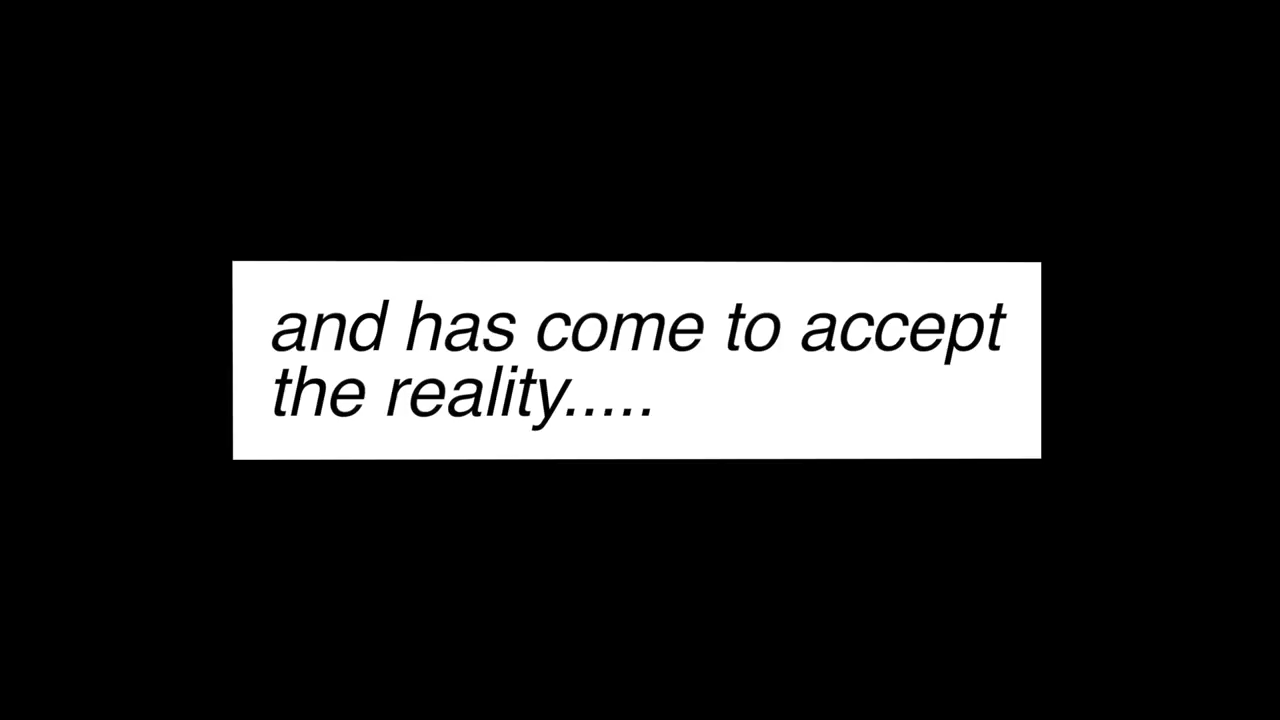 and has come to accept
the reality.....